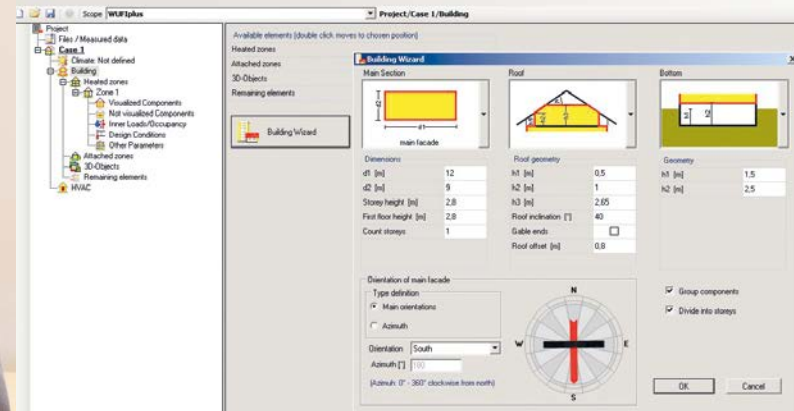 Scope WUFIplus Project/Case 1/Building
Project
Files / Measured data
Case 1
Climate: Not defined
Building
Heated zones
Zone 1
Visualized Components
Not visualized Components
Inner Loads/Occupancy
Design Conditions
Other Parameters
Attached zones
3D-Objects
Remaining elements
HVAC
Available elements (double click moves to chosen position)
Heated zones
Attached zones
3D-Objects
Remaining elements
Building Wizard
Building Wizard
Main Section
d2
d1
main facade
Dimensions
d1 [m] 12
d2 [m] 9
Storey height [m] 2,8
First floor height [m] 2,8
Count storeys 1
Roof
Roof geometry
h1 [m] 0,5
h2 [m] 1
h3 [m] 2,65
Roof inclination [°] 40
Gable ends
Roof offset [m] 0,8
Bottom
Geometry
h1 [m] 1,5
h2 [m] 2,5
Orientation of main facade
Type definition
Main orientations
Azimuth
Orientation South
Azimuth [°] 180
(Azimuth: 0° - 360° clockwise from north)
N
W E
S
Group components
Divide into storeys
OK Cancel